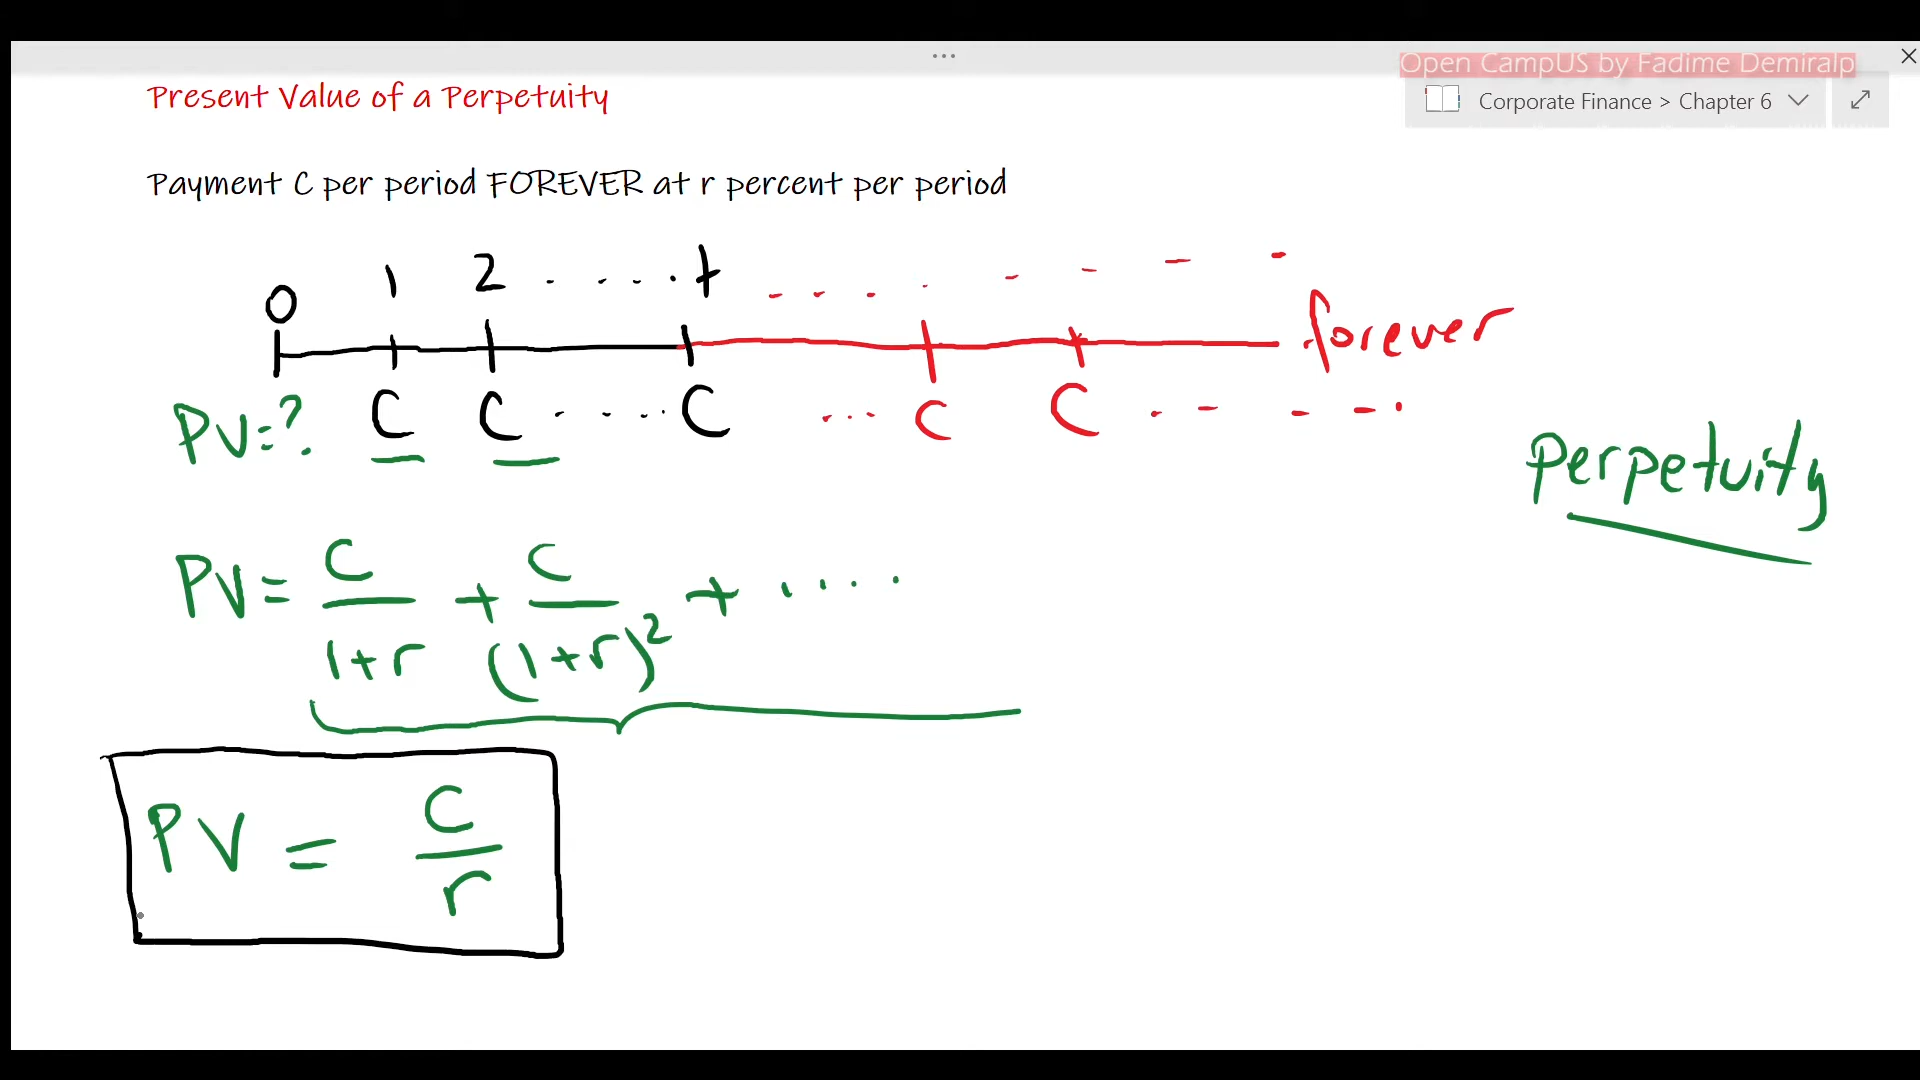 Open CampUS by Fadime Demiralp
Present Value of a Perpetuity
Corporate Finance > Chapter 6
Payment C per period FOREVER at r percent per period
0 1 2 . . . . . t
forever
PV=? C C . . . . C ... C C
perpetuity
PV = C/(1+r) + C/(1+r)² + .....
PV = C/r